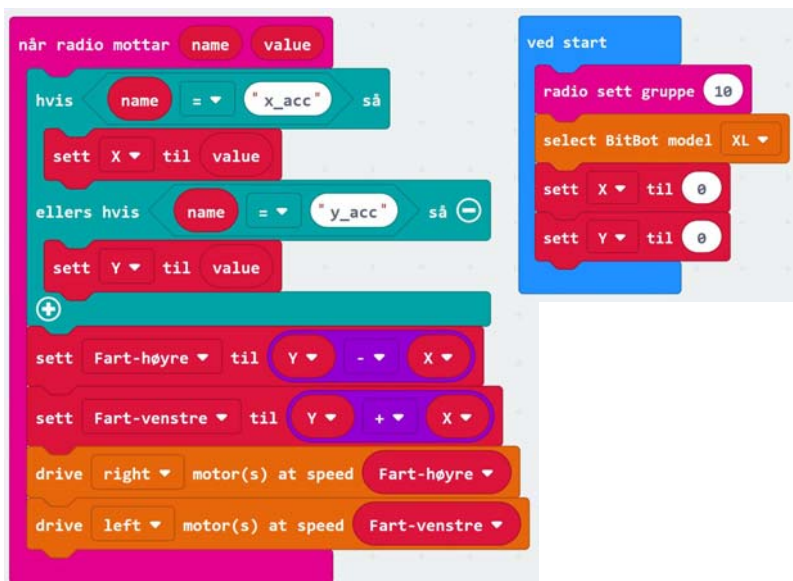 når radio mottar name value
hvis name = "x_acc" så
sett X til value
ellers hvis name = "y_acc" så
sett Y til value
sett Fart-høyre til Y - X
sett Fart-venstre til Y + X
drive right motor(s) at speed Fart-høyre
drive left motor(s) at speed Fart-venstre
ved start
radio sett gruppe 10
select BitBot model XL
sett X til 0
sett Y til 0